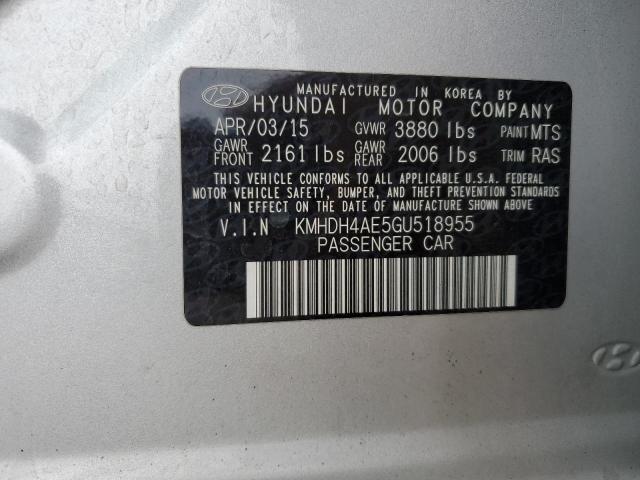 MANUFACTURED IN KOREA BY
HYUNDAI MOTOR COMPANY
APR/03/15 GVWR 3880 lbs PAINT MTS
GAWR FRONT 2161 lbs GAWR REAR 2006 lbs TRIM RAS
THIS VEHICLE CONFORMS TO ALL APPLICABLE U.S.A. FEDERAL
MOTOR VEHICLE SAFETY, BUMPER, AND THEFT PREVENTION STANDARDS
IN EFFECT ON THE DATE OF MANUFACTURE SHOWN ABOVE
V.I.N KMHDH4AE5GU518955
PASSENGER CAR